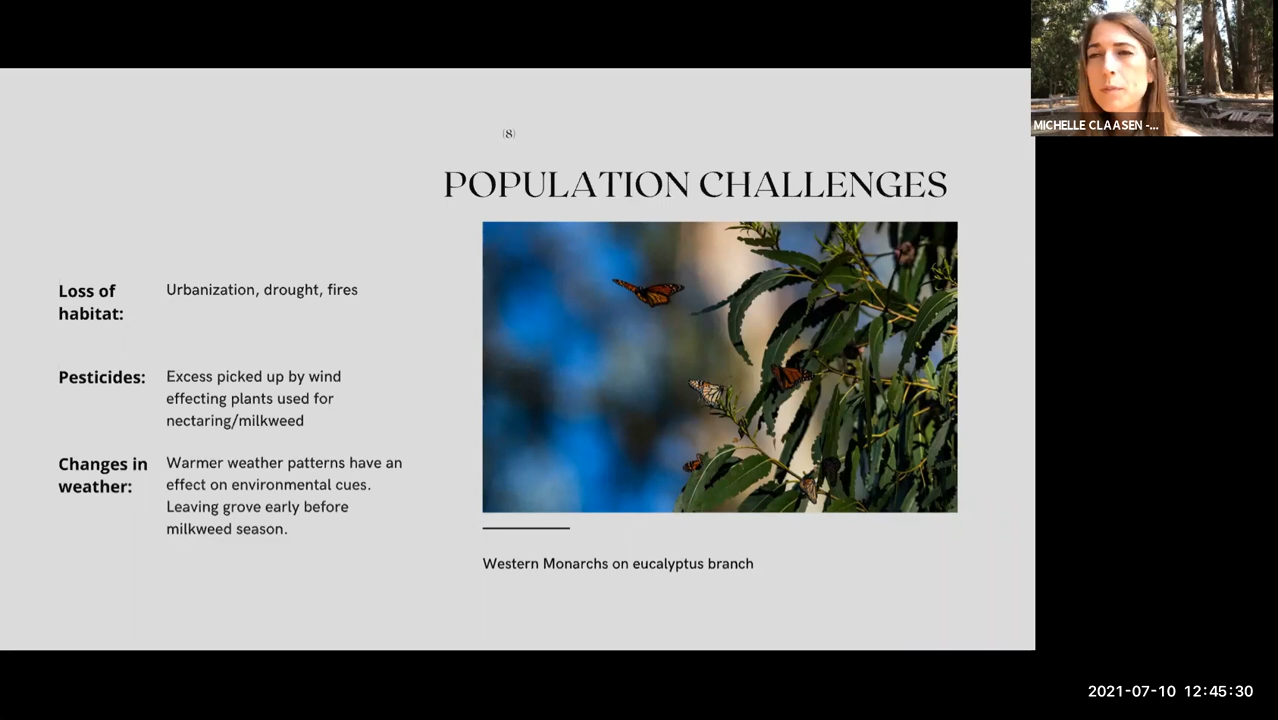 MICHELLE CLAASEN -...
(8)
POPULATION CHALLENGES
Loss of
habitat:
Urbanization, drought, fires
Pesticides:
Excess picked up by wind
effecting plants used for
nectaring/milkweed
Changes in
weather:
Warmer weather patterns have an
effect on environmental cues.
Leaving grove early before
milkweed season.
Western Monarchs on eucalyptus branch
2021-07-10 12:45:30